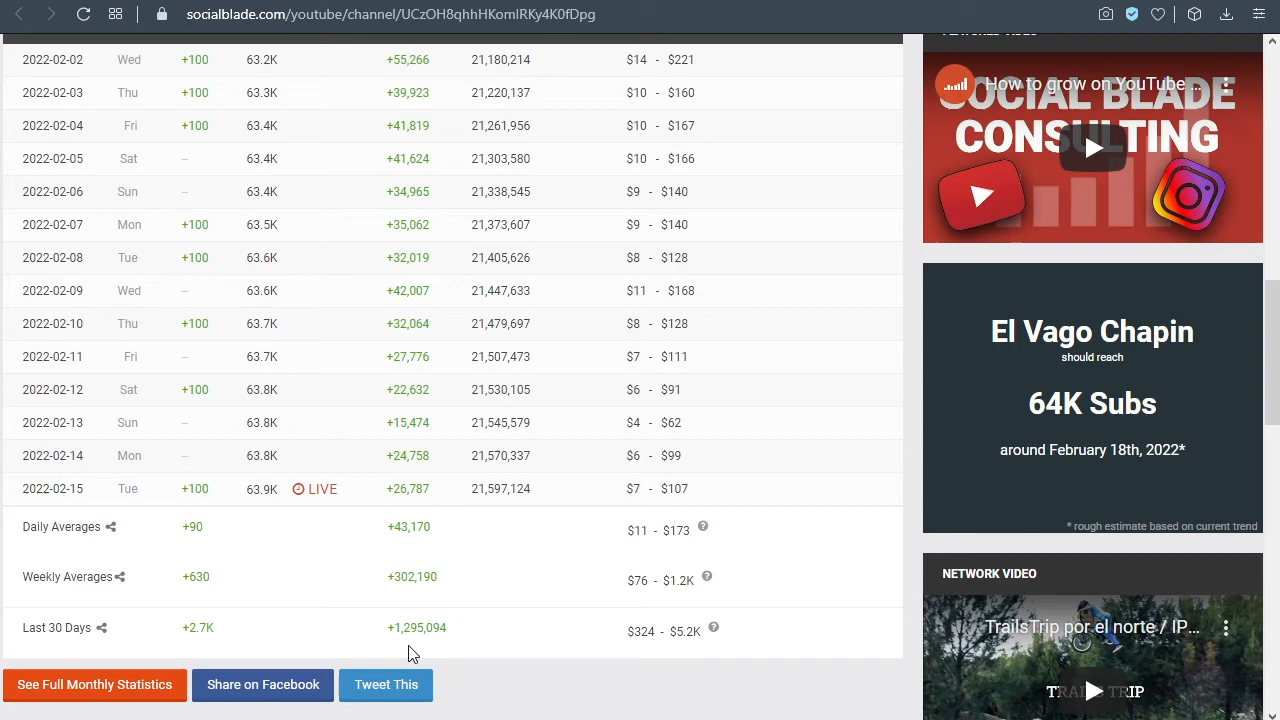 socialblade.com/youtube/channel/UCzOH8qhhHKomlRKy4K0fDpg
2022-02-02 Wed +100 63.2K +55,266 21,180,214 $14 - $221
2022-02-03 Thu +100 63.3K +39,923 21,220,137 $10 - $160
2022-02-04 Fri +100 63.4K +41,819 21,261,956 $10 - $167
2022-02-05 Sat -- 63.4K +41,624 21,303,580 $10 - $166
2022-02-06 Sun -- 63.4K +34,965 21,338,545 $9 - $140
2022-02-07 Mon +100 63.5K +35,062 21,373,607 $9 - $140
2022-02-08 Tue +100 63.6K +32,019 21,405,626 $8 - $128
2022-02-09 Wed -- 63.6K +42,007 21,447,633 $11 - $168
2022-02-10 Thu +100 63.7K +32,064 21,479,697 $8 - $128
2022-02-11 Fri -- 63.7K +27,776 21,507,473 $7 - $111
2022-02-12 Sat +100 63.8K +22,632 21,530,105 $6 - $91
2022-02-13 Sun -- 63.8K +15,474 21,545,579 $4 - $62
2022-02-14 Mon -- 63.8K +24,758 21,570,337 $6 - $99
2022-02-15 Tue +100 63.9K LIVE +26,787 21,597,124 $7 - $107
Daily Averages +90 +43,170 $11 - $173
Weekly Averages +630 +302,190 $76 - $1.2K
Last 30 Days +2.7K +1,295,094 $324 - $5.2K
See Full Monthly Statistics
Share on Facebook
Tweet This
How to grow on YouTube ...
SOCIAL BLADE
CONSULTING
El Vago Chapin
should reach
64K Subs
around February 18th, 2022*
* rough estimate based on current trend
NETWORK VIDEO
TrailsTrip por el norte / IP...